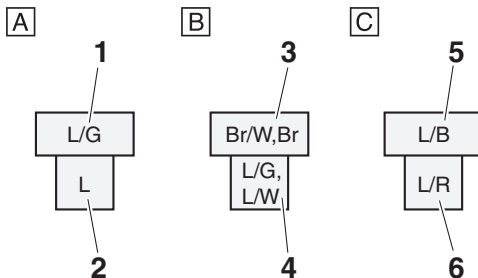 A B C
1 3 5
L/G Br/W,Br L/B
L L/G, L/R
L/W
2 4 6